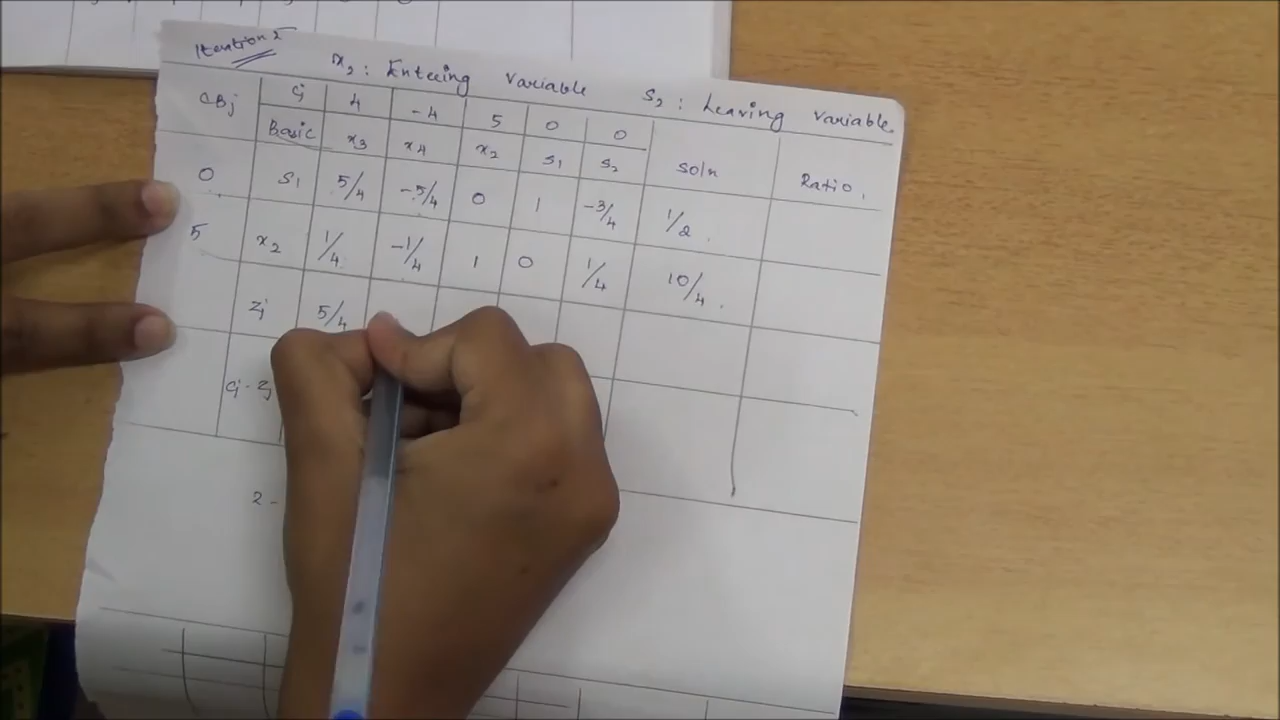 Iteration 2
x2 : Entering variable s2 : Leaving variable.
CBj Cj 4 -4 5 0 0
Basic x3 x4 x2 s1 s2 soln Ratio
0 s1 5/4 -5/4 0 1 -3/4 1/2
5 x2 1/4 -1/4 1 0 1/4 10/4
Zj 5/4
Cj - Zj
2 -